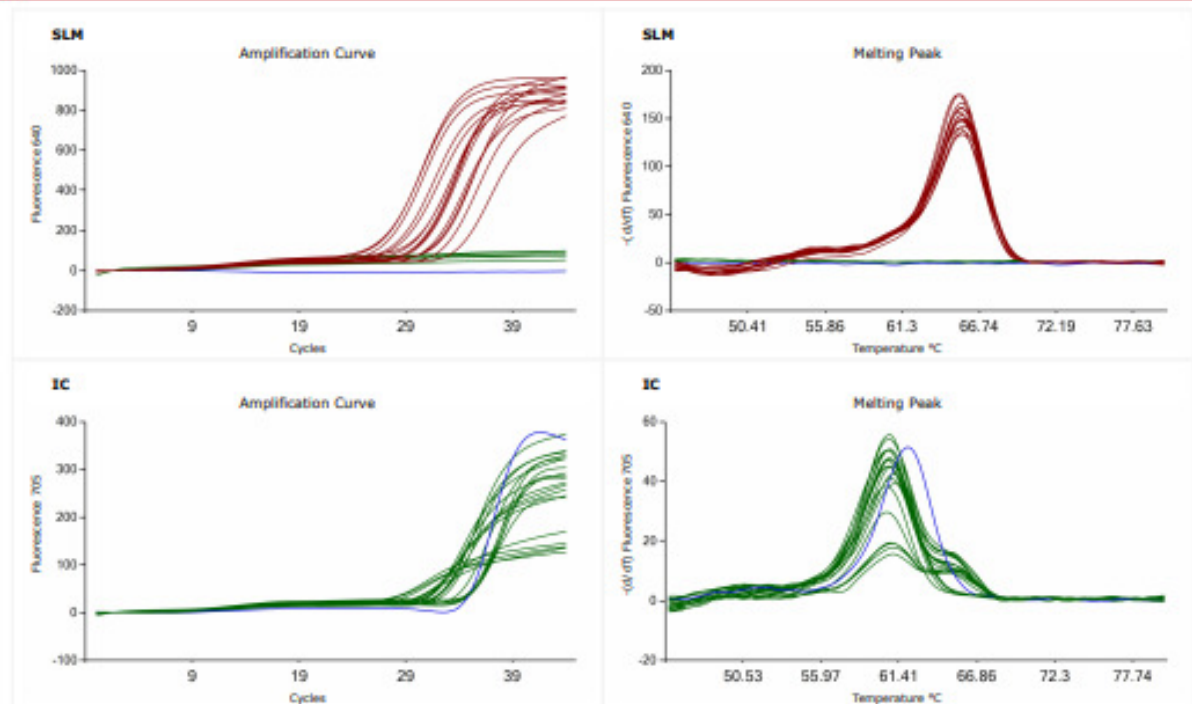 SLM
Amplification Curve
1000
800
600
400
200
0
-200
Fluorescence 640
9 19 29 39
Cycles
SLM
Melting Peak
200
150
100
50
0
-50
-(d/dT) Fluorescence 640
50.41 55.86 61.3 66.74 72.19 77.63
Temperature °C
IC
Amplification Curve
400
300
200
100
0
-100
Fluorescence 705
9 19 29 39
Cycles
IC
Melting Peak
60
40
20
0
-20
-(d/dT) Fluorescence 705
50.53 55.97 61.41 66.86 72.3 77.74
Temperature °C